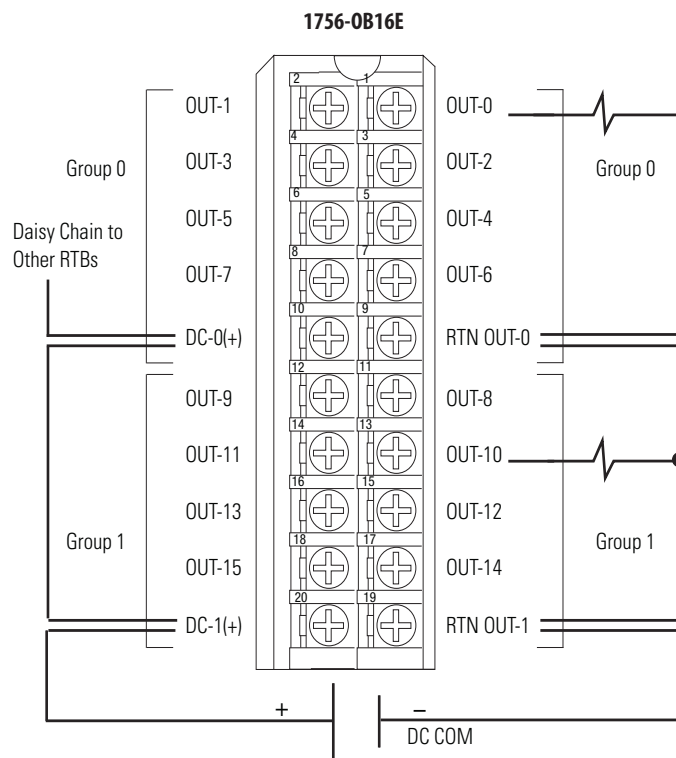 1756-OB16E
2 1
OUT-1 OUT-0
4 3
Group 0 OUT-3 OUT-2 Group 0
6 5
OUT-5 OUT-4
Daisy Chain to
Other RTBs
8 7
OUT-7 OUT-6
10 9
DC-0(+) RTN OUT-0
12 11
OUT-9 OUT-8
14 13
OUT-11 OUT-10
16 15
OUT-13 OUT-12
Group 1 Group 1
18 17
OUT-15 OUT-14
20 19
DC-1(+) RTN OUT-1
+ –
DC COM